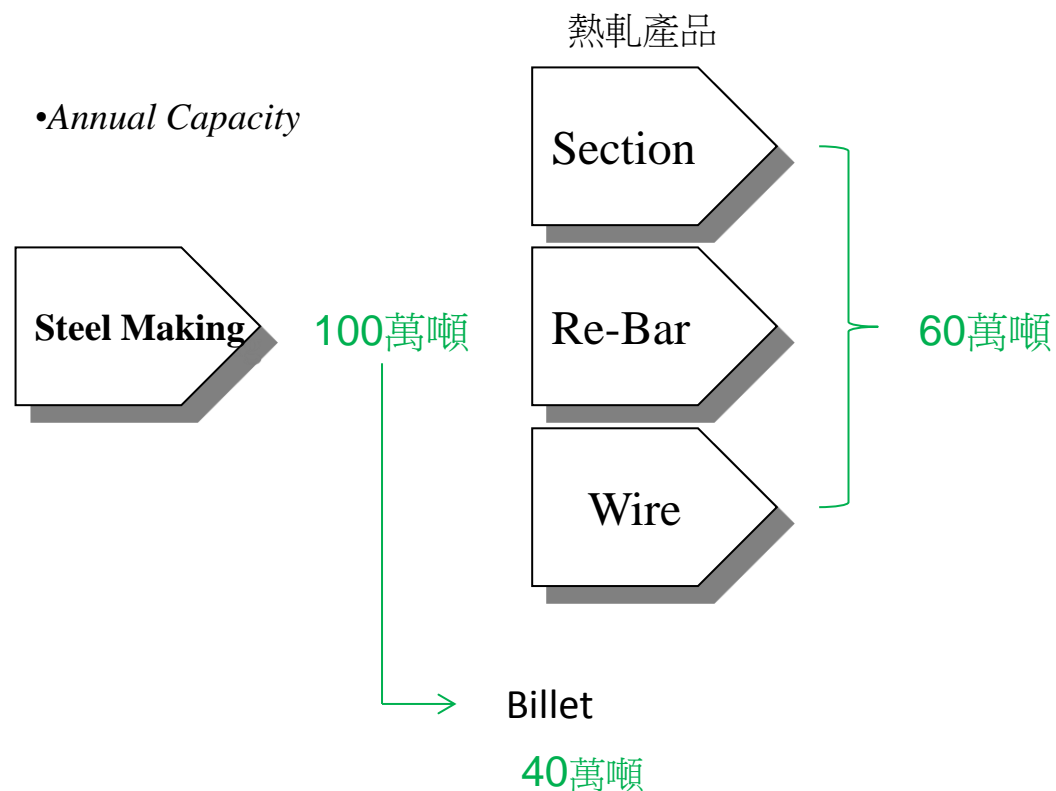 熱軋產品
•Annual Capacity
Section
Steel Making
100萬噸
Re-Bar
60萬噸
Wire
Billet
40萬噸